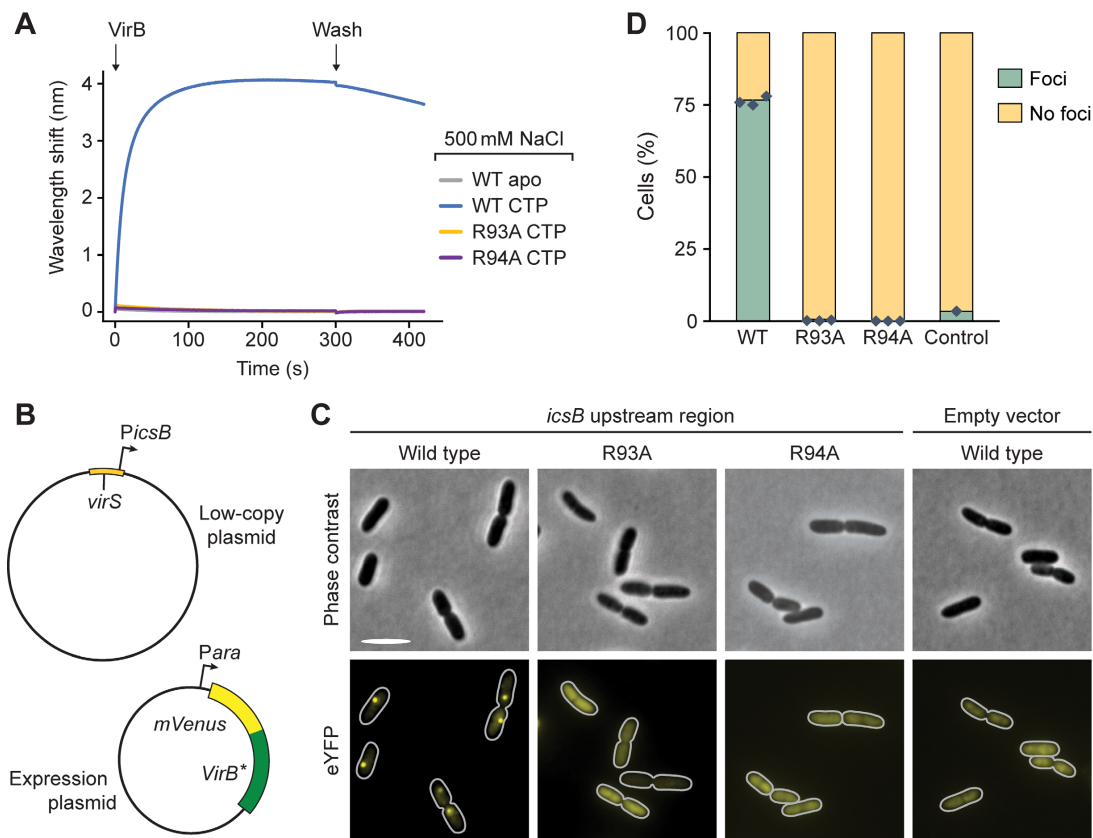 A
VirB
Wash
Wavelength shift (nm)
4
3
2
1
0
0
100
200
300
400
Time (s)
500 mM NaCl
WT apo
WT CTP
R93A CTP
R94A CTP
D
Cells (%)
100
75
50
25
0
WT
R93A
R94A
Control
Foci
No foci
B
PicsB
virS
Low-copy
plasmid
Para
mVenus
VirB*
Expression
plasmid
C
icsB upstream region
Empty vector
Wild type
R93A
R94A
Wild type
Phase contrast
eYFP